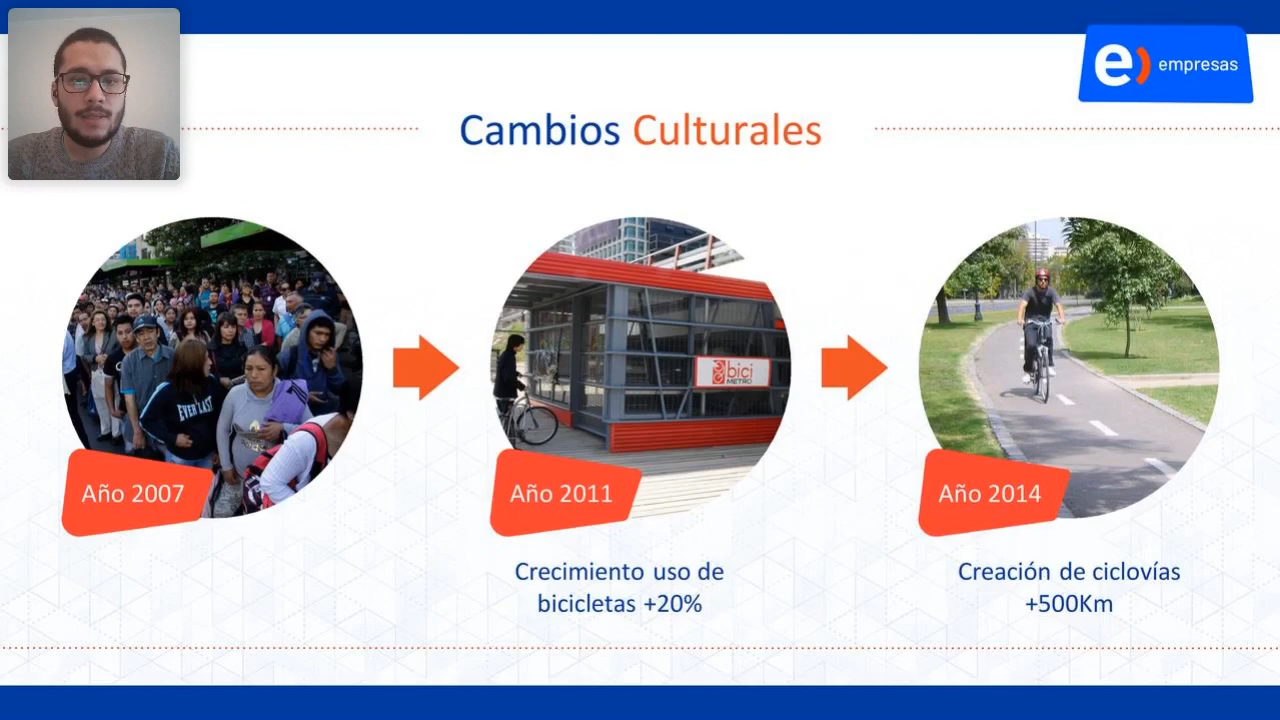 e) empresas
Cambios Culturales
EVERLAST
bici
METRO
Año 2007
Año 2011
Año 2014
Crecimiento uso de
bicicletas +20%
Creación de ciclovías
+500Km